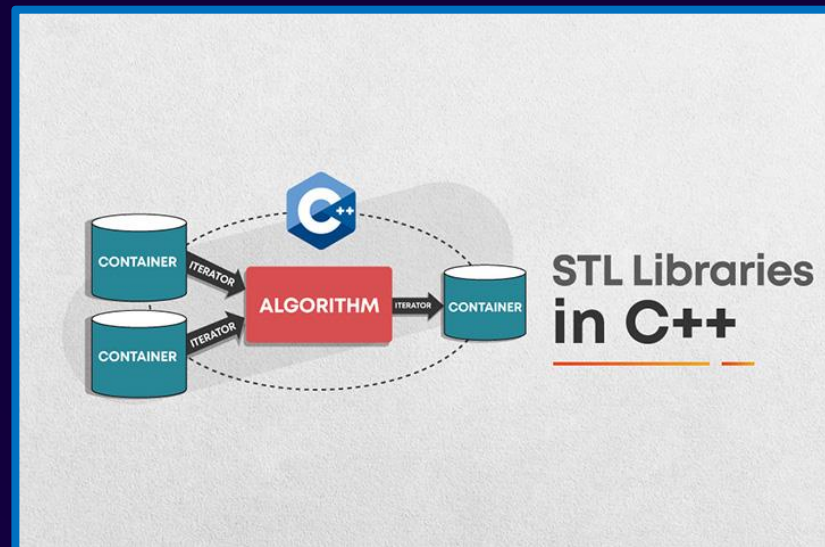 C++
CONTAINER
ITERATOR
CONTAINER
ITERATOR
ALGORITHM
ITERATOR
CONTAINER
STL Libraries
in C++